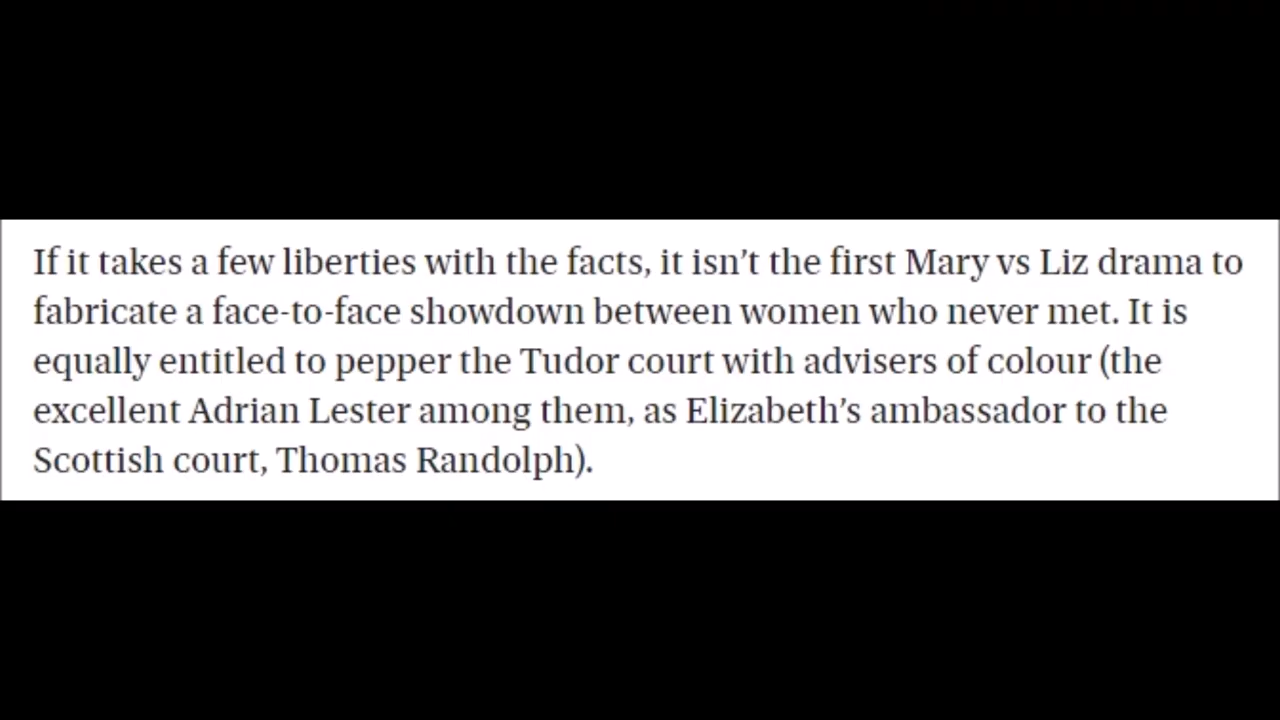 If it takes a few liberties with the facts, it isn’t the first Mary vs Liz drama to
fabricate a face-to-face showdown between women who never met. It is
equally entitled to pepper the Tudor court with advisers of colour (the
excellent Adrian Lester among them, as Elizabeth’s ambassador to the
Scottish court, Thomas Randolph).